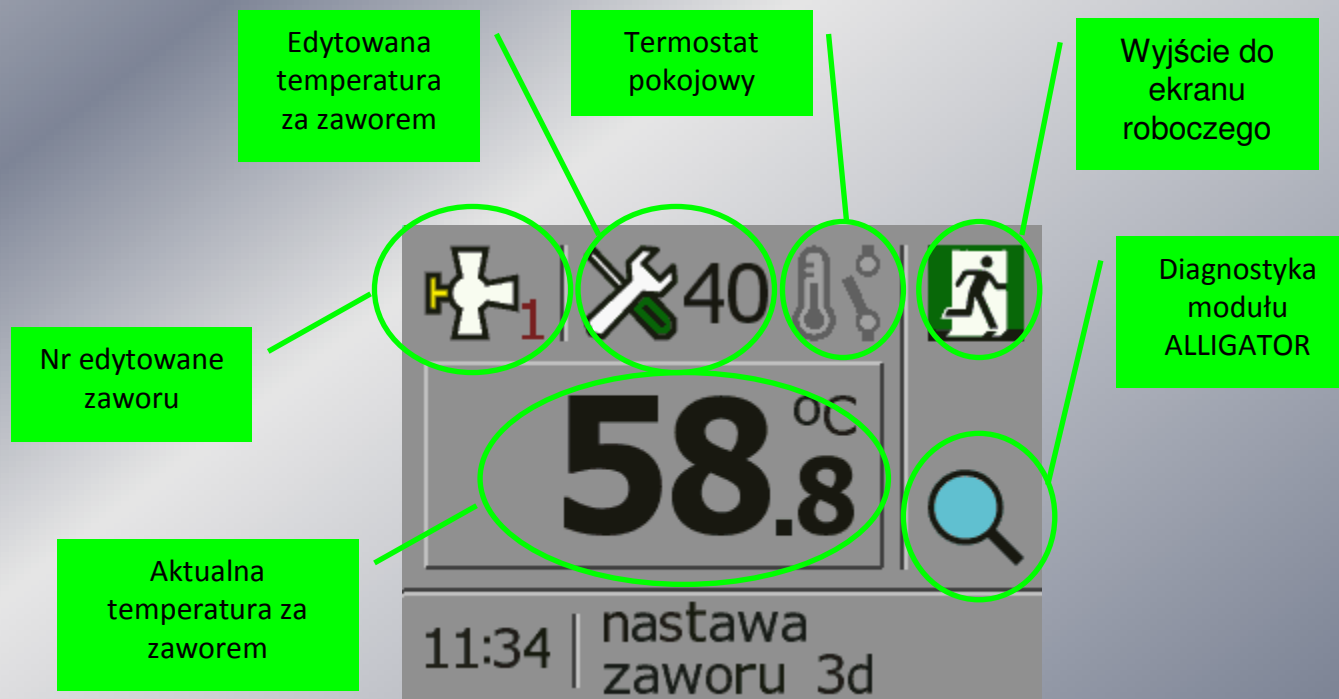 Edytowana
temperatura
za zaworem
Termostat
pokojowy
Wyjście do
ekranu
roboczego
Diagnostyka
modułu
ALLIGATOR
Nr edytowane
zaworu
Aktualna
temperatura za
zaworem
1
40
58.8 °C
11:34
nastawa
zaworu 3d